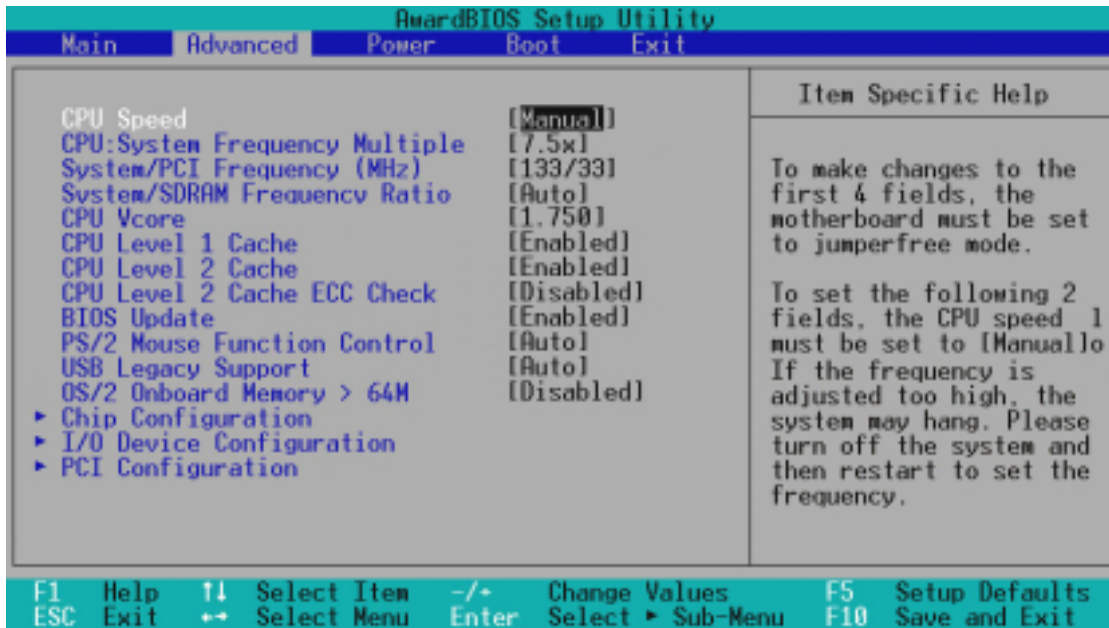 AwardBIOS Setup Utility
Main Advanced Power Boot Exit
CPU Speed [Manual]
CPU:System Frequency Multiple [7.5x]
System/PCI Frequency (MHz) [133/33]
System/SDRAM Frequency Ratio [Auto]
CPU Vcore [1.750]
CPU Level 1 Cache [Enabled]
CPU Level 2 Cache [Enabled]
CPU Level 2 Cache ECC Check [Disabled]
BIOS Update [Enabled]
PS/2 Mouse Function Control [Auto]
USB Legacy Support [Auto]
OS/2 Onboard Memory > 64M [Disabled]
▸ Chip Configuration
▸ I/O Device Configuration
▸ PCI Configuration
Item Specific Help
To make changes to the
first 4 fields, the
motherboard must be set
to jumperfree mode.
To set the following 2
fields, the CPU speed l
must be set to [Manual]o
If the frequency is
adjusted too high, the
system may hang. Please
turn off the system and
then restart to set the
frequency.
F1 Help ↑↓ Select Item -/+ Change Values F5 Setup Defaults
ESC Exit ←→ Select Menu Enter Select ▸ Sub-Menu F10 Save and Exit